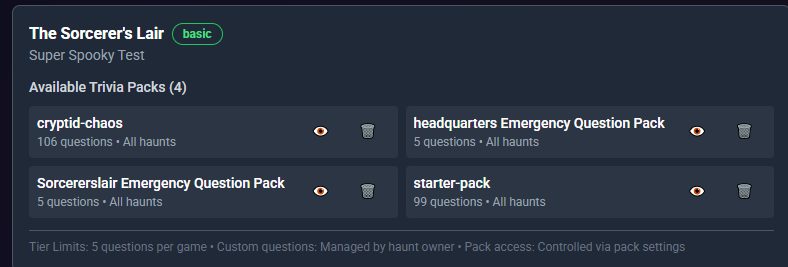 The Sorcerer's Lair basic
Super Spooky Test
Available Trivia Packs (4)
cryptid-chaos
106 questions • All haunts
headquarters Emergency Question Pack
5 questions • All haunts
Sorcererslair Emergency Question Pack
5 questions • All haunts
starter-pack
99 questions • All haunts
Tier Limits: 5 questions per game • Custom questions: Managed by haunt owner • Pack access: Controlled via pack settings